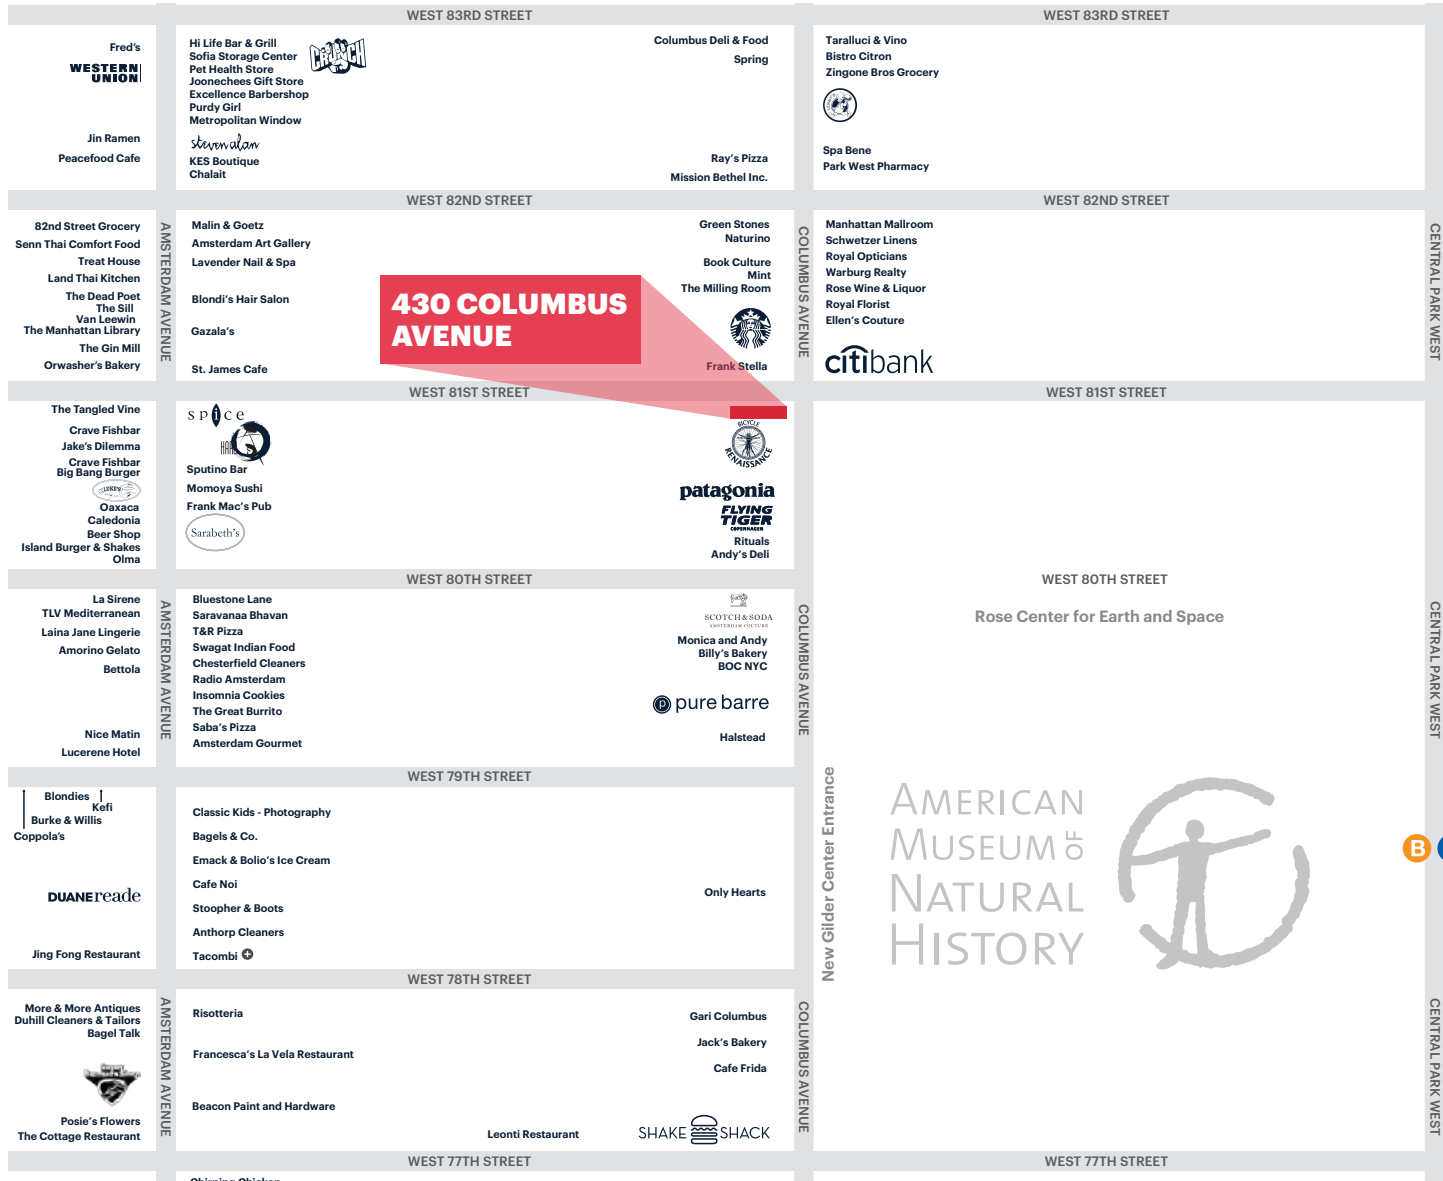 WEST 83RD STREET
WEST 83RD STREET
Fred's
WESTERN
UNION
Jin Ramen
Peacefood Cafe
Hi Life Bar & Grill
Sofia Storage Center
Pet Health Store
Joonechees Gift Store
Excellence Barbershop
Purdy Girl
Metropolitan Window
CRUNCH
steven alan
KES Boutique
Chalait
Columbus Deli & Food
Spring
Ray's Pizza
Mission Bethel Inc.
Taralluci & Vino
Bistro Citron
Zingone Bros Grocery
Spa Bene
Park West Pharmacy
WEST 82ND STREET
WEST 82ND STREET
82nd Street Grocery
Senn Thai Comfort Food
Treat House
Land Thai Kitchen
The Dead Poet
The Sill
Van Leewin
The Manhattan Library
The Gin Mill
Orwasher's Bakery
AMSTERDAM AVENUE
Malin & Goetz
Amsterdam Art Gallery
Lavender Nail & Spa
Blondi's Hair Salon
Gazala's
St. James Cafe
430 COLUMBUS
AVENUE
Green Stones
Naturino
Book Culture
Mint
The Milling Room
Frank Stella
COLUMBUS AVENUE
Manhattan Mallroom
Schwetzer Linens
Royal Opticians
Warburg Realty
Rose Wine & Liquor
Royal Florist
Ellen's Couture
citibank
CENTRAL PARK WEST
WEST 81ST STREET
WEST 81ST STREET
The Tangled Vine
Crave Fishbar
Jake's Dilemma
Crave Fishbar
Big Bang Burger
LUKE'S
Oaxaca
Caledonia
Beer Shop
Island Burger & Shakes
Olma
spice
Sputino Bar
Momoya Sushi
Frank Mac's Pub
Sarabeth's
BICYCLE
RENAISSANCE
patagonia
FLYING
TIGER
COPENHAGEN
Rituals
Andy's Deli
WEST 80TH STREET
WEST 80TH STREET
Rose Center for Earth and Space
La Sirene
TLV Mediterranean
Laina Jane Lingerie
Amorino Gelato
Bettola
Nice Matin
Lucerene Hotel
AMSTERDAM AVENUE
Bluestone Lane
Saravanaa Bhavan
T&R Pizza
Swagat Indian Food
Chesterfield Cleaners
Radio Amsterdam
Insomnia Cookies
The Great Burrito
Saba's Pizza
Amsterdam Gourmet
SCOTCH & SODA
AMSTERDAM COUTURE
Monica and Andy
Billy's Bakery
BOC NYC
p pure barre
Halstead
COLUMBUS AVENUE
CENTRAL PARK WEST
WEST 79TH STREET
Blondies
Kefi
Burke & Willis
Coppola's
DUANEreade
Jing Fong Restaurant
Classic Kids - Photography
Bagels & Co.
Emack & Bolio's Ice Cream
Cafe Noi
Stoopher & Boots
Anthorp Cleaners
Tacombi
Only Hearts
New Gilder Center Entrance
AMERICAN
MUSEUM OF
NATURAL
HISTORY
B
WEST 78TH STREET
More & More Antiques
Duhill Cleaners & Tailors
Bagel Talk
Posie's Flowers
The Cottage Restaurant
AMSTERDAM AVENUE
Risotteria
Francesca's La Vela Restaurant
Beacon Paint and Hardware
Leonti Restaurant
Gari Columbus
Jack's Bakery
Cafe Frida
SHAKE SHACK
COLUMBUS AVENUE
CENTRAL PARK WEST
WEST 77TH STREET
WEST 77TH STREET
Chirping Chicken